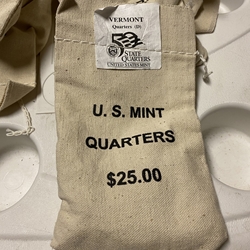 VERMONT
Quarters (D)
50
STATE
QUARTERS
UNITED STATES MINT
U. S. MINT
QUARTERS
$25.00